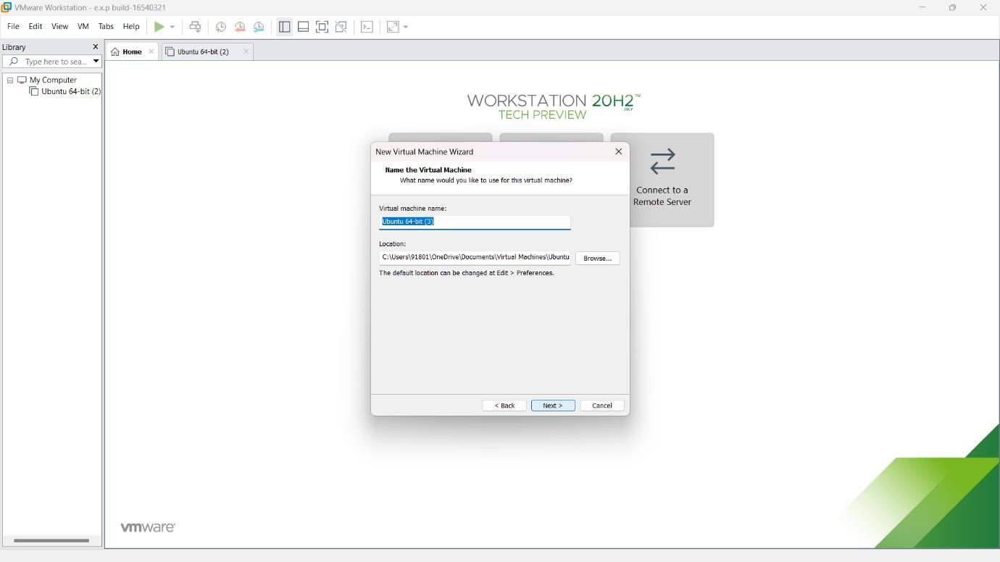 VMware Workstation - e.x.p build-16540321
File Edit View VM Tabs Help
Library
Type here to sea...
My Computer
Ubuntu 64-bit (2)
Home
Ubuntu 64-bit (2)
WORKSTATION 20H2™
JULY
TECH PREVIEW
Connect to a
Remote Server
New Virtual Machine Wizard
Name the Virtual Machine
What name would you like to use for this virtual machine?
Virtual machine name:
Ubuntu 64-bit (3)
Location:
C:\Users\91801\OneDrive\Documents\Virtual Machines\Ubuntu
Browse...
The default location can be changed at Edit > Preferences.
< Back Next > Cancel
vmware®